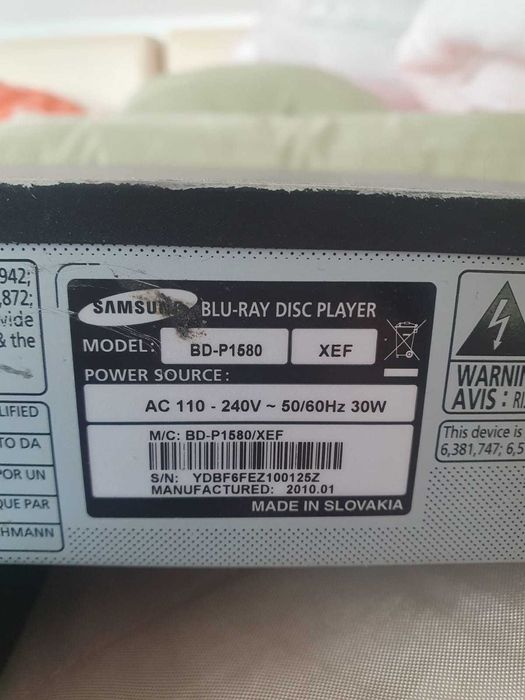 942;
,872;
vide
& the
LIFIED
TO DA
POR UN
QUE PAR
HMANN
SAMSUN
BLU-RAY DISC PLAYER
MODEL: BD-P1580 XEF
POWER SOURCE:
AC 110 - 240V ~ 50/60Hz 30W
M/C: BD-P1580/XEF
S/N: YDBF6FEZ100125Z
MANUFACTURED: 2010.01
MADE IN SLOVAKIA
WARNIN
AVIS : RI
This device is
6,381,747; 6,5